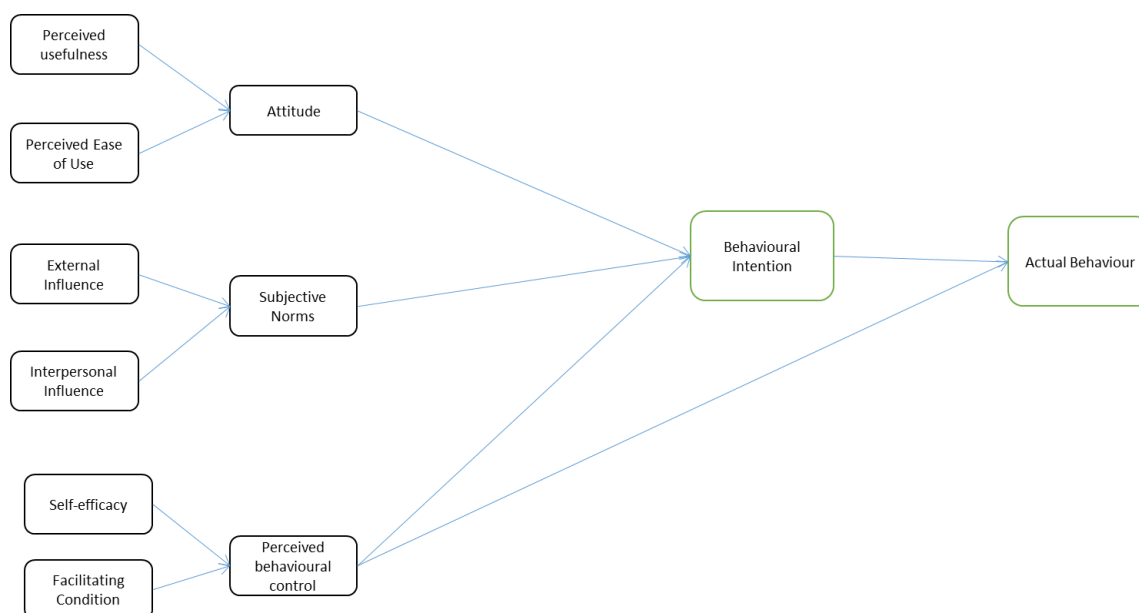 Perceived
usefulness
Perceived Ease
of Use
Attitude
External
Influence
Interpersonal
Influence
Subjective
Norms
Self-efficacy
Facilitating
Condition
Perceived
behavioural
control
Behavioural
Intention
Actual Behaviour